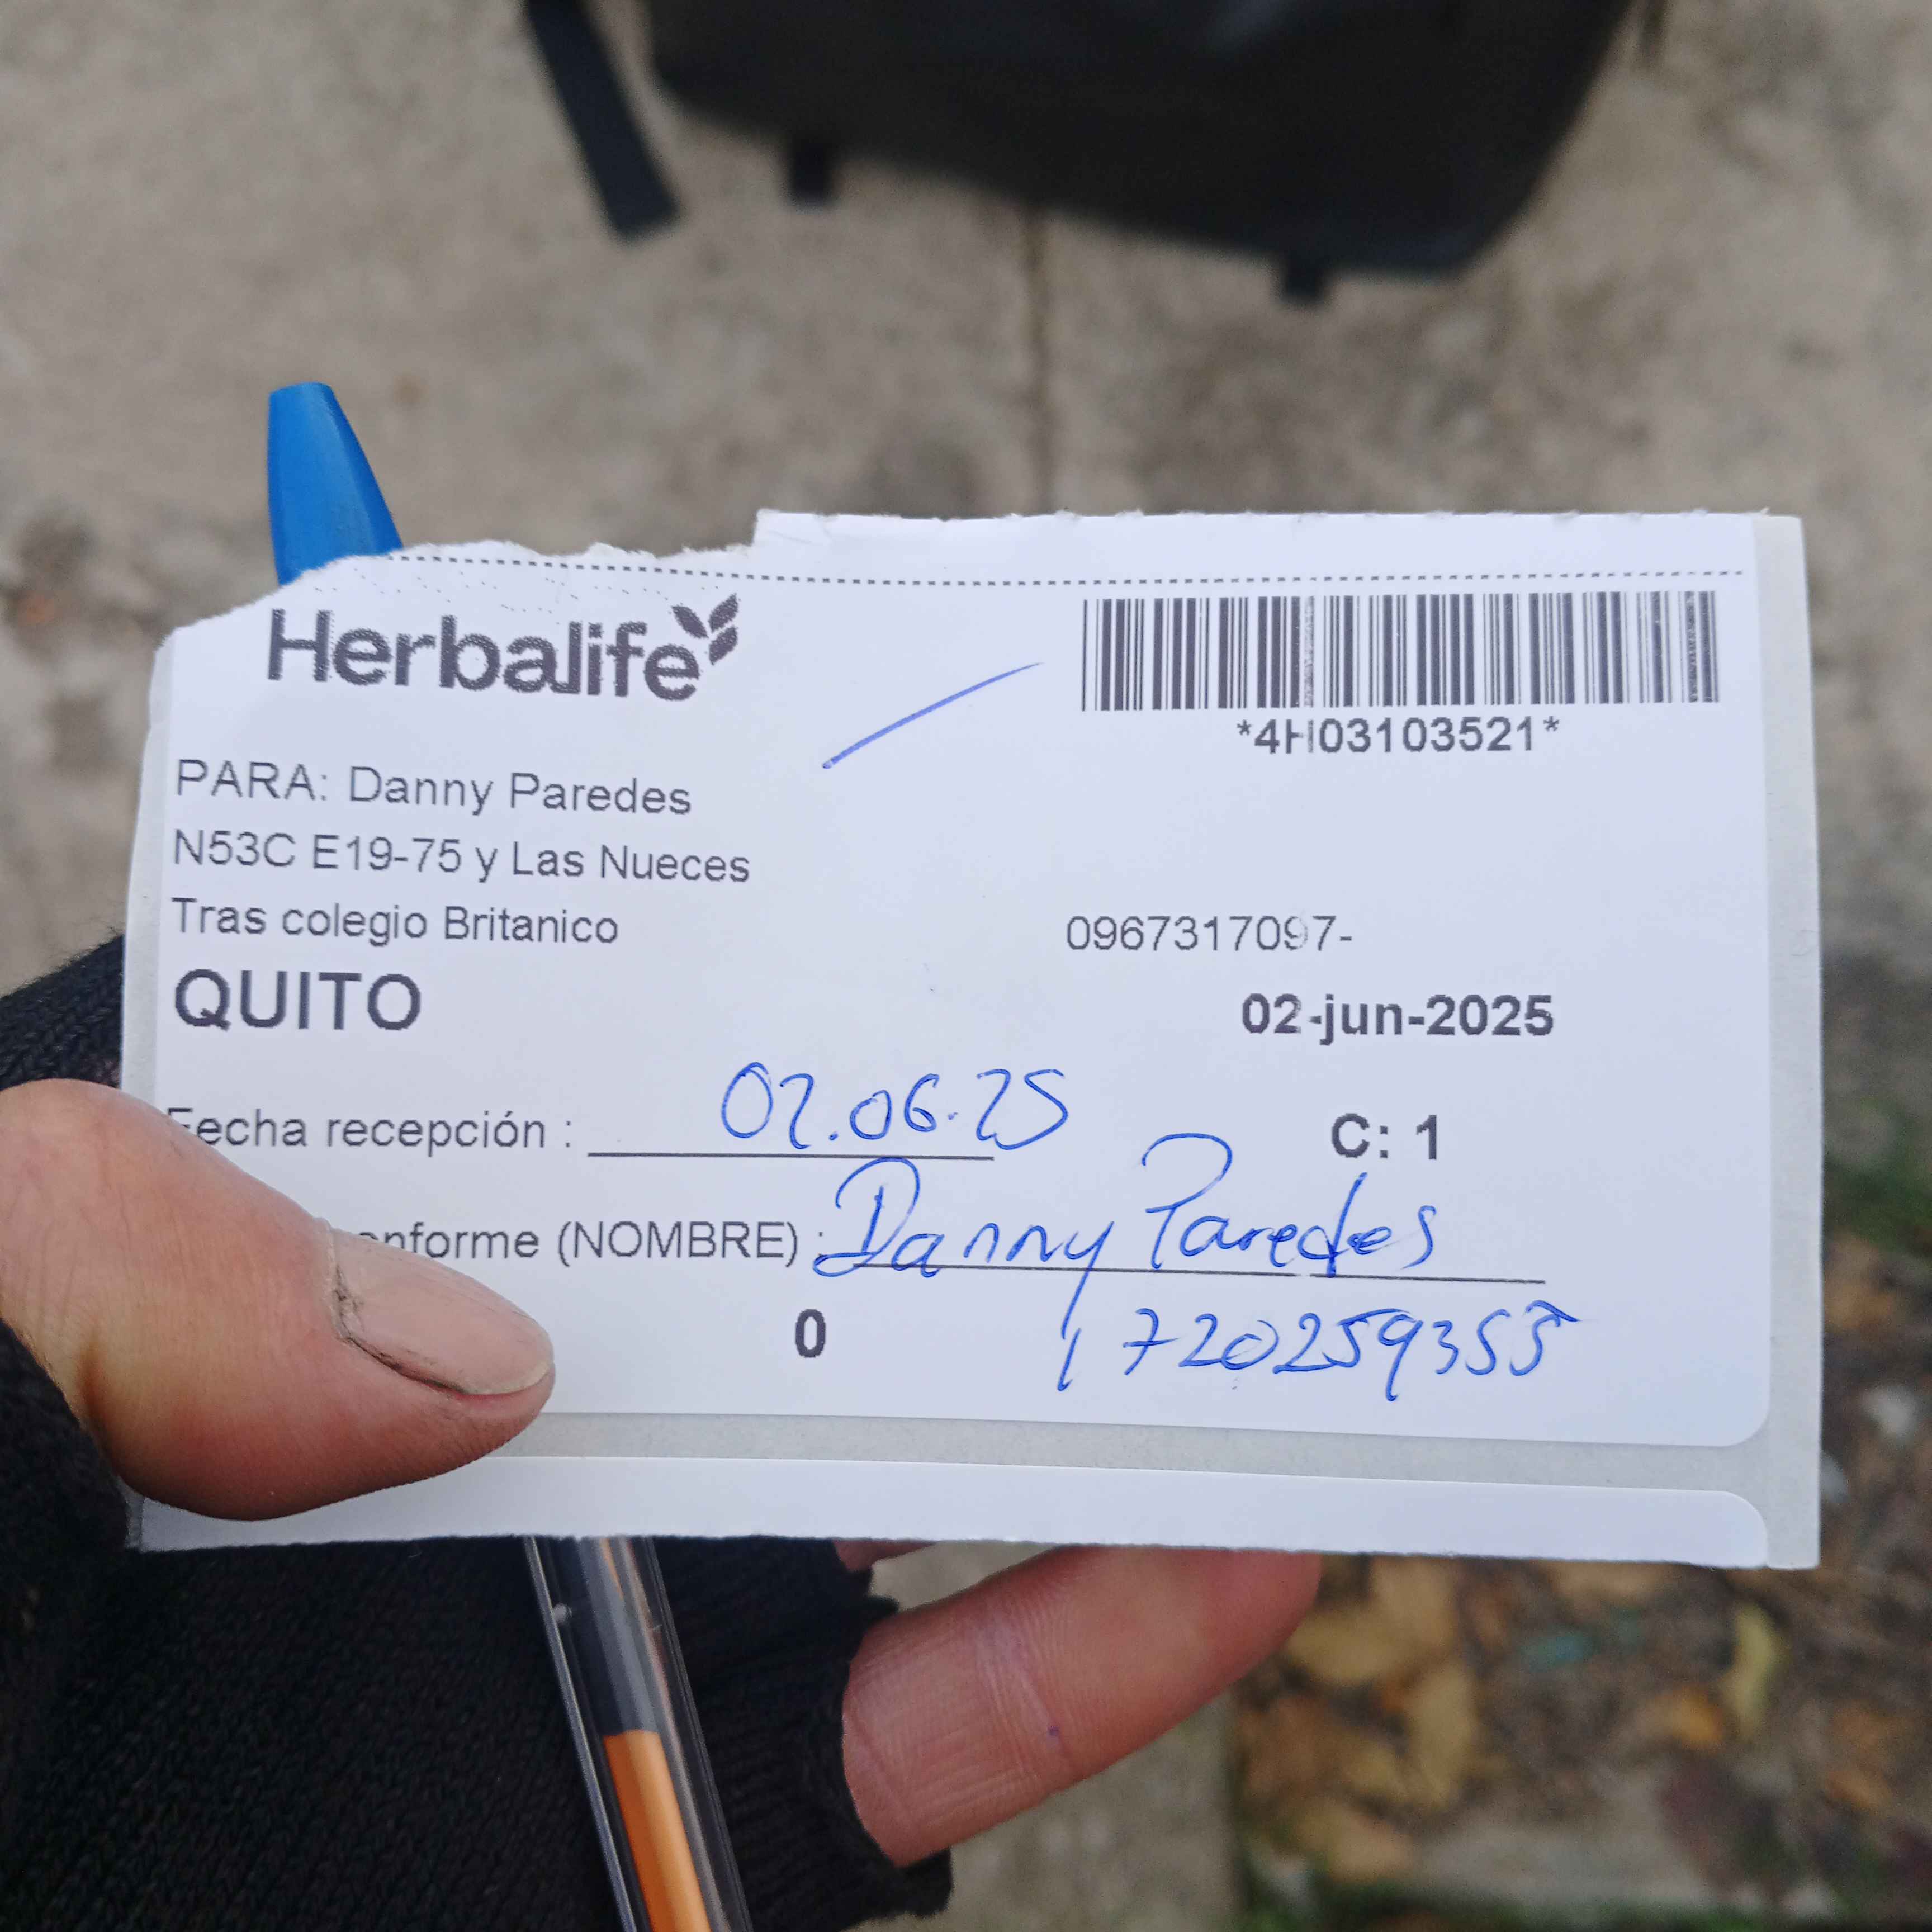 Herbalife
*4H03103521*
PARA: Danny Paredes
N53C E19-75 y Las Nueces
Tras colegio Britanico
0967317097-
QUITO
02-jun-2025
Fecha recepción : 02.06.25
C: 1
(NOMBRE) : Danny Paredes
0
1720259355